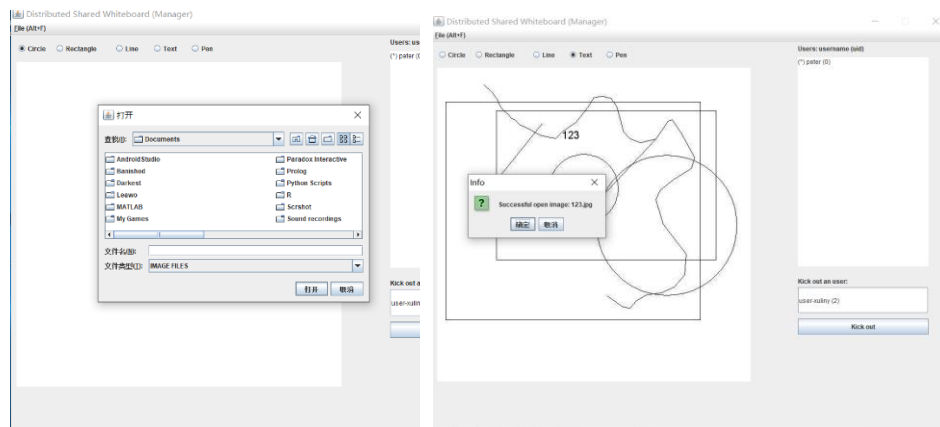 Distributed Shared Whiteboard (Manager)
File (Alt+F)
Circle Rectangle Line Text Pen
Users: us
(*) peter (0
打开
查找(I): Documents
AndroidStudio
Banished
Darkest
Leawo
MATLAB
My Games
Paradox Interactive
Prolog
Python Scripts
R
Scrshot
Sound recordings
文件名(N):
文件类型(T): IMAGE FILES
打开 取消
Kick out a
user-xulin
Distributed Shared Whiteboard (Manager)
File (Alt+F)
Circle Rectangle Line Text Pen
Users: username (uid)
(*) peter (0)
123
Info
Successful open image: 123.jpg
确定 取消
Kick out an user:
user-xuliny (2)
Kick out